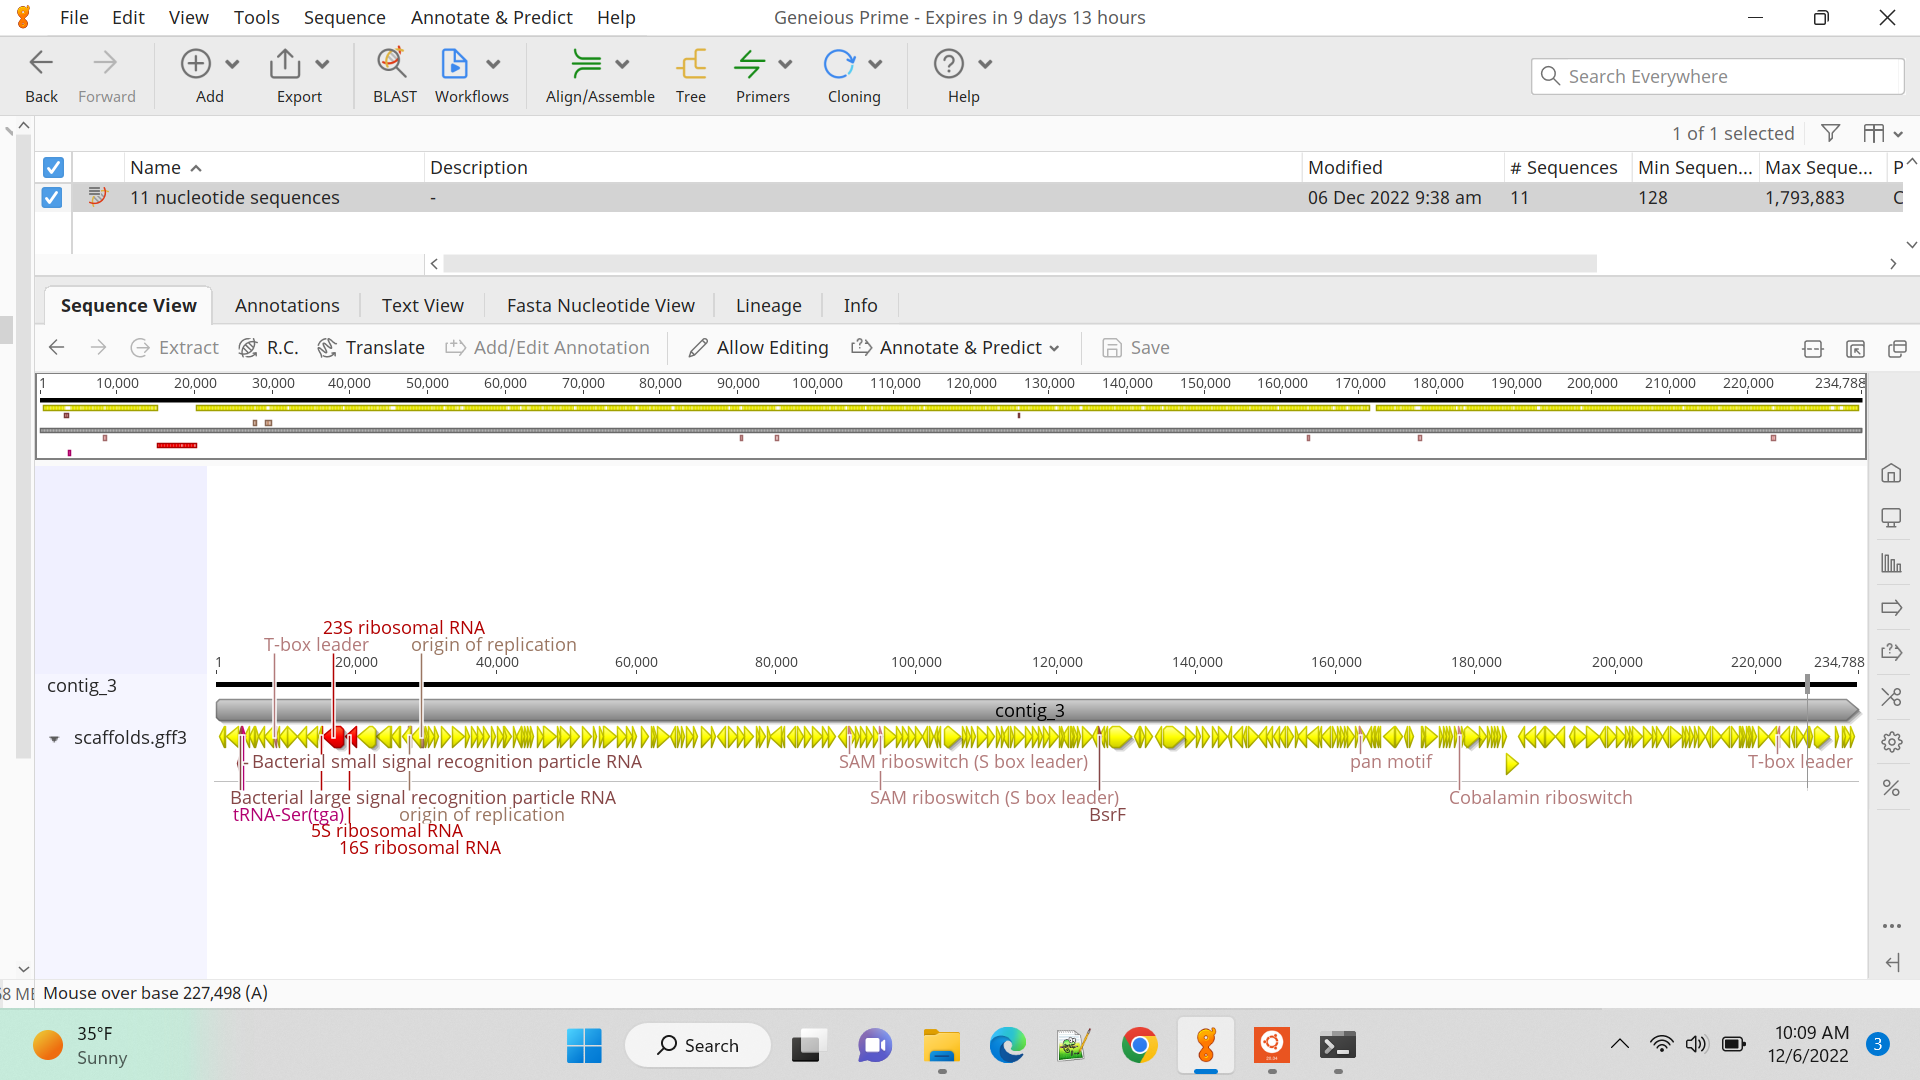 File Edit View Tools Sequence Annotate & Predict Help Geneious Prime - Expires in 9 days 13 hours
Back Forward Add Export BLAST Workflows Align/Assemble Tree Primers Cloning Help Search Everywhere
1 of 1 selected
Name Description Modified # Sequences Min Sequen... Max Seque... P
11 nucleotide sequences - 06 Dec 2022 9:38 am 11 128 1,793,883
Sequence View Annotations Text View Fasta Nucleotide View Lineage Info
Extract R.C. Translate Add/Edit Annotation Allow Editing Annotate & Predict Save
1 10,000 20,000 30,000 40,000 50,000 60,000 70,000 80,000 90,000 100,000 110,000 120,000 130,000 140,000 150,000 160,000 170,000 180,000 190,000 200,000 210,000 220,000 234,788
23S ribosomal RNA
T-box leader origin of replication
1 20,000 40,000 60,000 80,000 100,000 120,000 140,000 160,000 180,000 200,000 220,000 234,788
contig_3
contig_3
scaffolds.gff3
Bacterial small signal recognition particle RNA SAM riboswitch (S box leader) pan motif T-box leader
Bacterial large signal recognition particle RNA SAM riboswitch (S box leader) Cobalamin riboswitch
tRNA-Ser(tga) origin of replication BsrF
5S ribosomal RNA
16S ribosomal RNA
Mouse over base 227,498 (A)
35°F
Sunny
Search
10:09 AM
12/6/2022
3